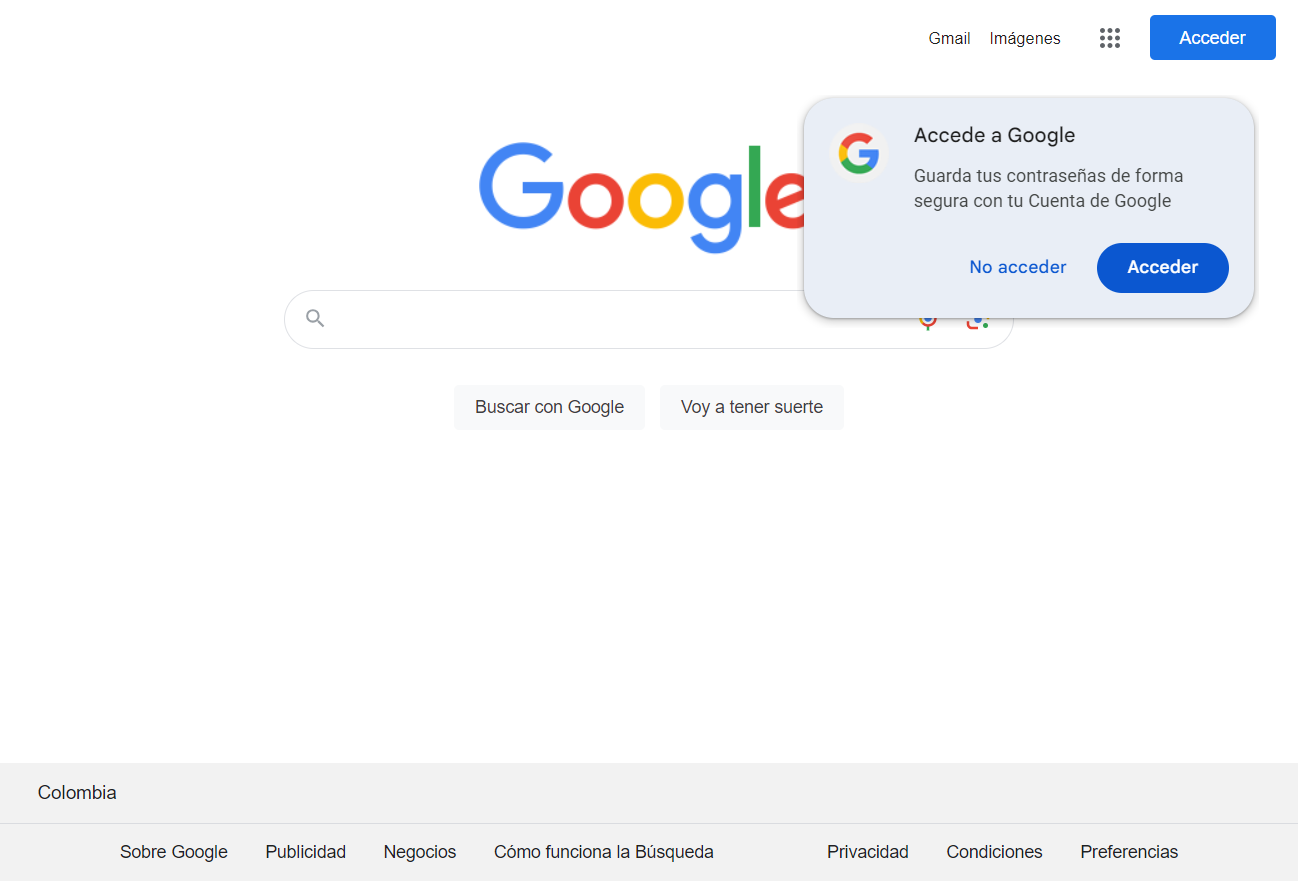 Gmail Imágenes Acceder
Google
Accede a Google
Guarda tus contraseñas de forma
segura con tu Cuenta de Google
No acceder Acceder
Buscar con Google Voy a tener suerte
Colombia
Sobre Google Publicidad Negocios Cómo funciona la Búsqueda Privacidad Condiciones Preferencias